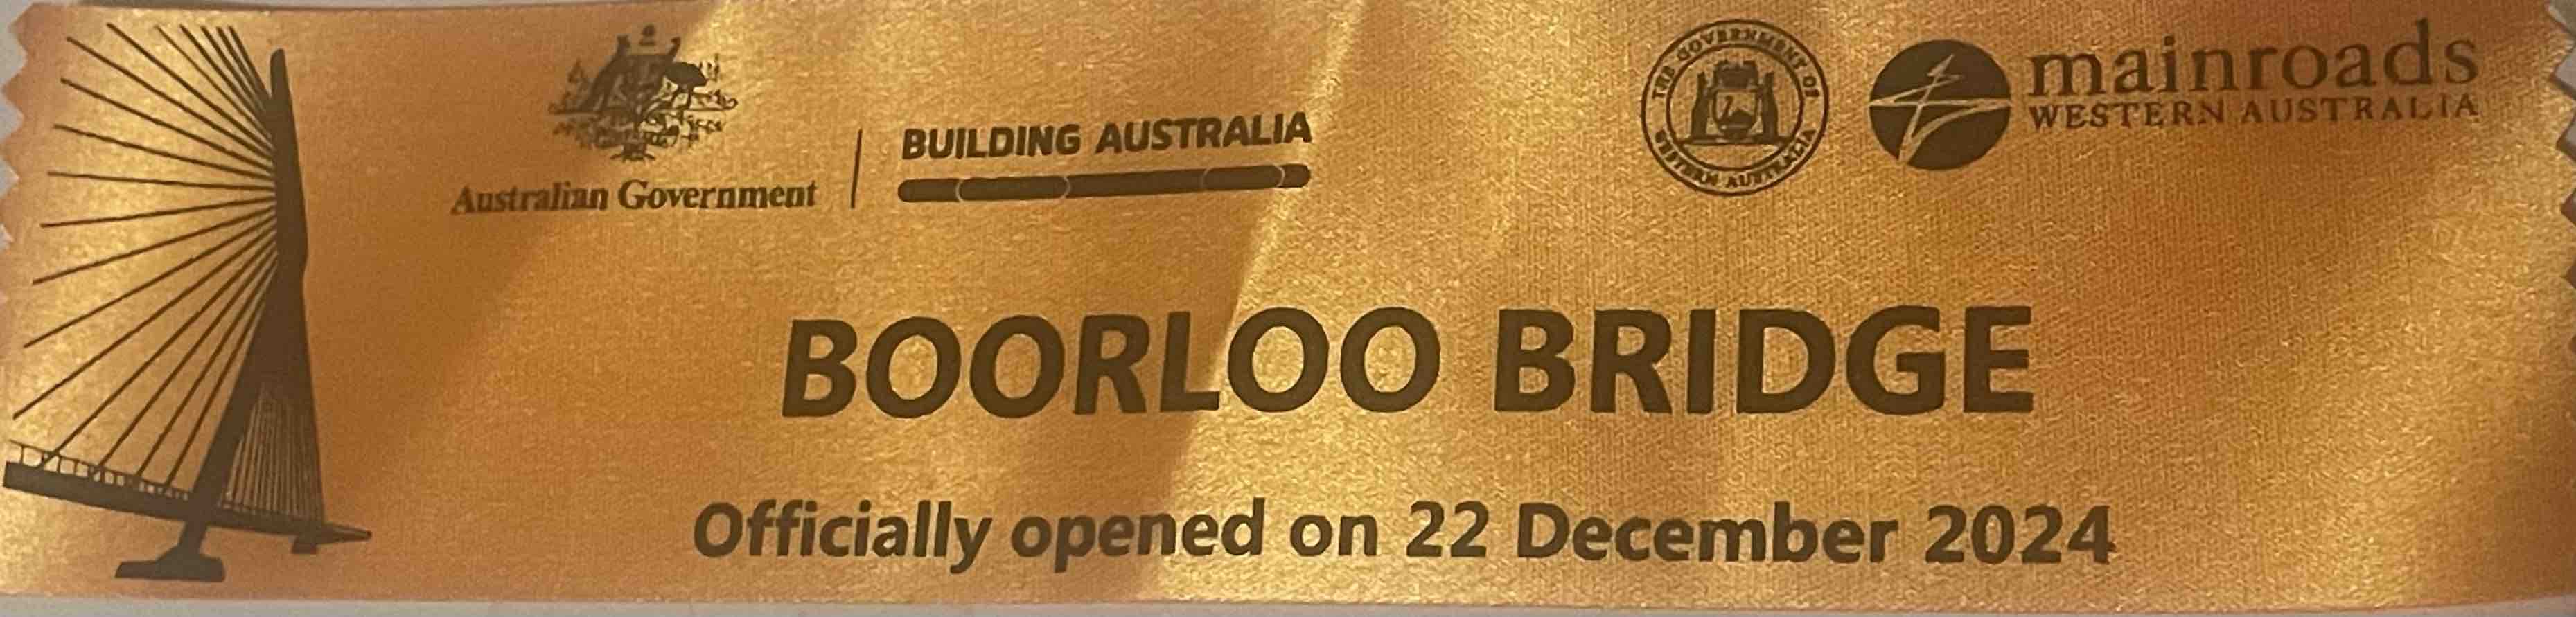 Australian Government
BUILDING AUSTRALIA
THE GOVERNMENT OF
WESTERN AUSTRALIA
mainroads
WESTERN AUSTRALIA
BOORLOO BRIDGE
Officially opened on 22 December 2024